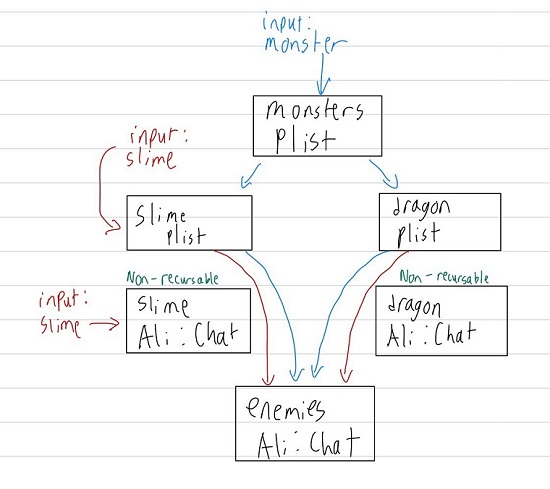 input:
monster
monsters
plist
input:
slime
slime
plist
dragon
plist
Non-recursable
Non-recursable
input:
slime
slime
Ali:Chat
dragon
Ali:Chat
enemies
Ali:Chat